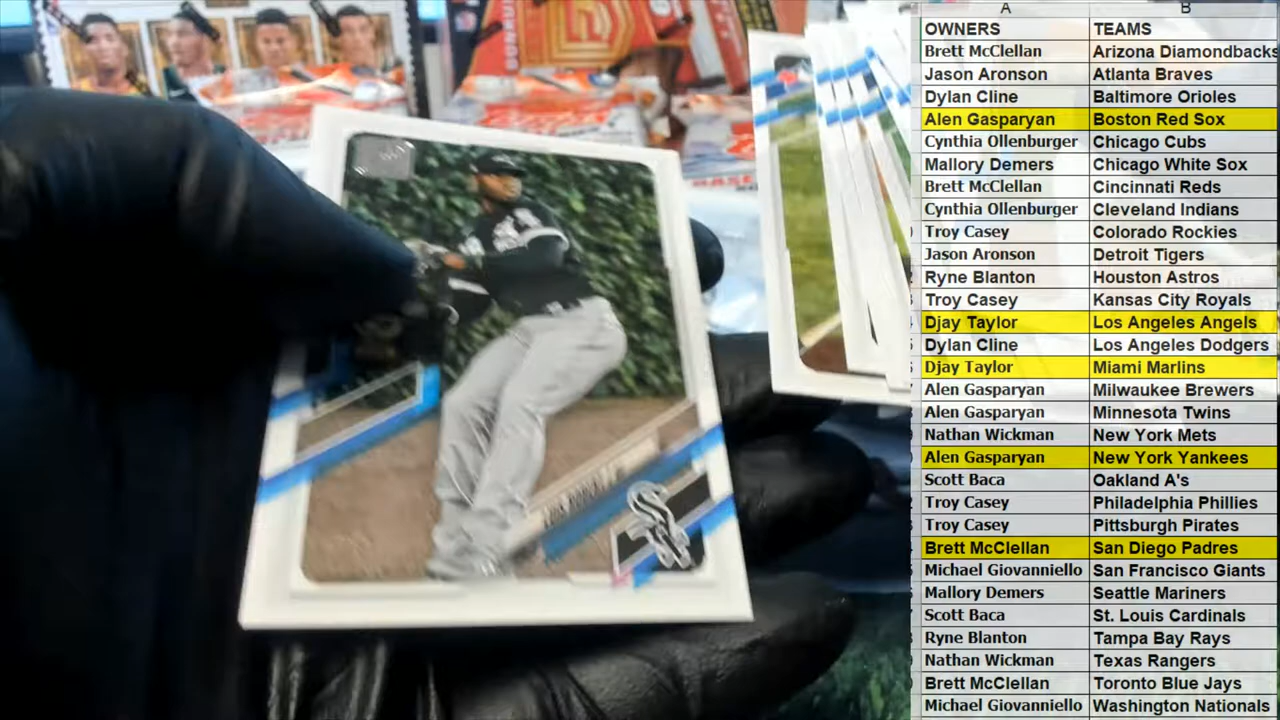 A B
OWNERS TEAMS
Brett McClellan Arizona Diamondbacks
Jason Aronson Atlanta Braves
Dylan Cline Baltimore Orioles
Alen Gasparyan Boston Red Sox
Cynthia Ollenburger Chicago Cubs
Mallory Demers Chicago White Sox
Brett McClellan Cincinnati Reds
Cynthia Ollenburger Cleveland Indians
Troy Casey Colorado Rockies
Jason Aronson Detroit Tigers
Ryne Blanton Houston Astros
Troy Casey Kansas City Royals
Djay Taylor Los Angeles Angels
Dylan Cline Los Angeles Dodgers
Djay Taylor Miami Marlins
Alen Gasparyan Milwaukee Brewers
Alen Gasparyan Minnesota Twins
Nathan Wickman New York Mets
Alen Gasparyan New York Yankees
Scott Baca Oakland A's
Troy Casey Philadelphia Phillies
Troy Casey Pittsburgh Pirates
Brett McClellan San Diego Padres
Michael Giovanniello San Francisco Giants
Mallory Demers Seattle Mariners
Scott Baca St. Louis Cardinals
Ryne Blanton Tampa Bay Rays
Nathan Wickman Texas Rangers
Brett McClellan Toronto Blue Jays
Michael Giovanniello Washington Nationals